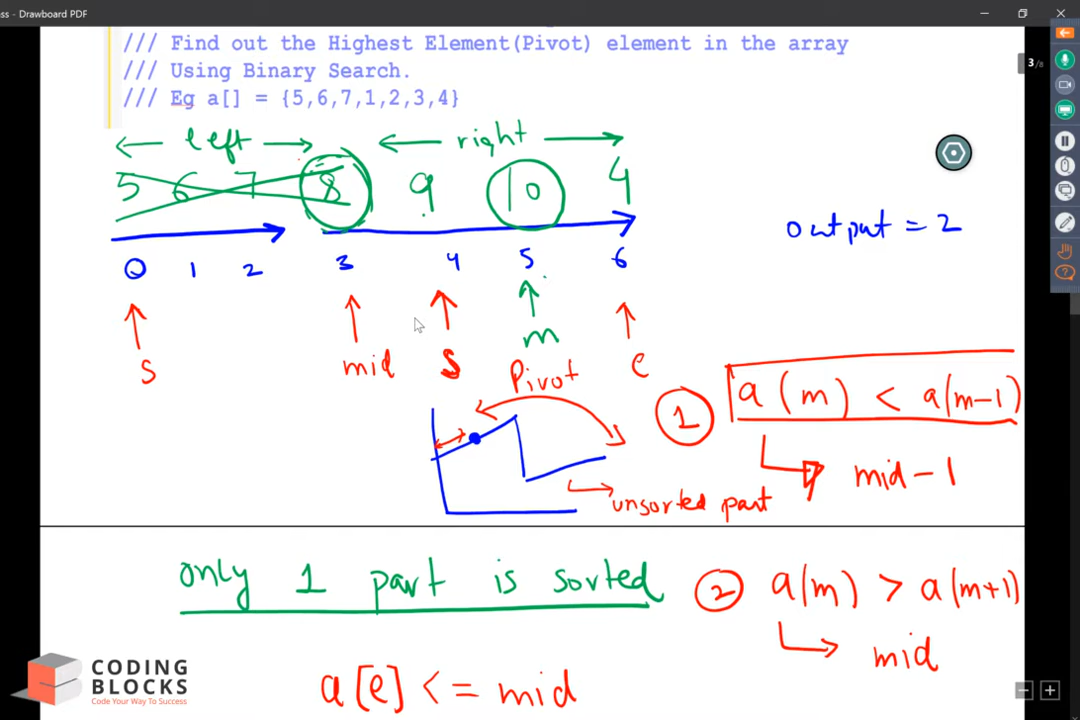 ss - Drawboard PDF
/// Find out the Highest Element(Pivot) element in the array
/// Using Binary Search.
/// Eg a[] = {5,6,7,1,2,3,4}
3/8
left right
5 6 7 8 9 10 4
output = 2
0 1 2 3 4 5 6
s mid s m e
Pivot
1 a(m) < a(m-1)
mid-1
unsorted part
only 1 part is sorted
2 a(m) > a(m+1)
mid
a[e] <= mid
CODING
BLOCKS
Code Your Way To Success